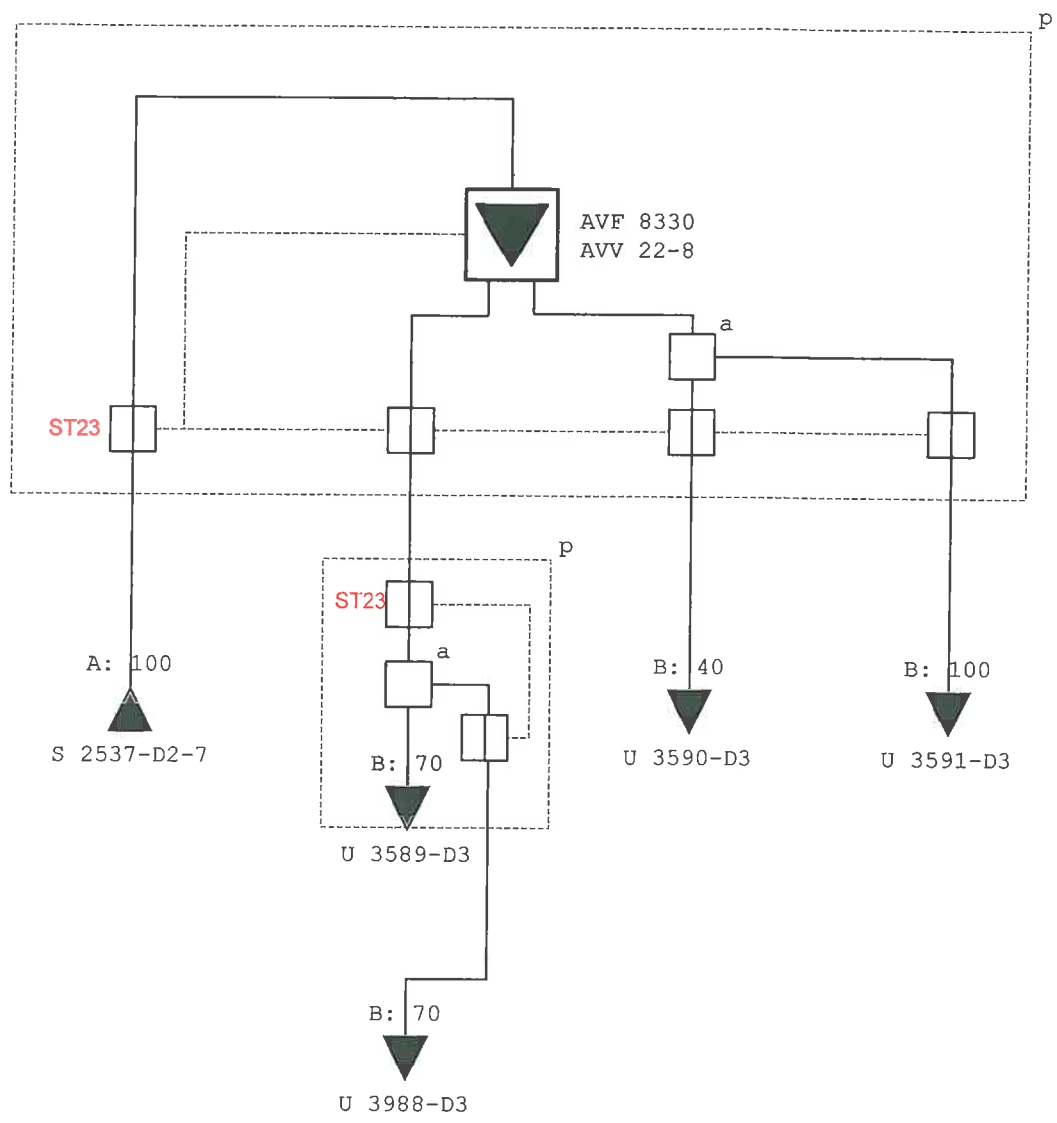 p
AVF 8330
AVV 22-8
a
ST23
p
ST23
a
A: 100
S 2537-D2-7
B: 40
U 3590-D3
B: 100
U 3591-D3
B: 70
U 3589-D3
B: 70
U 3988-D3